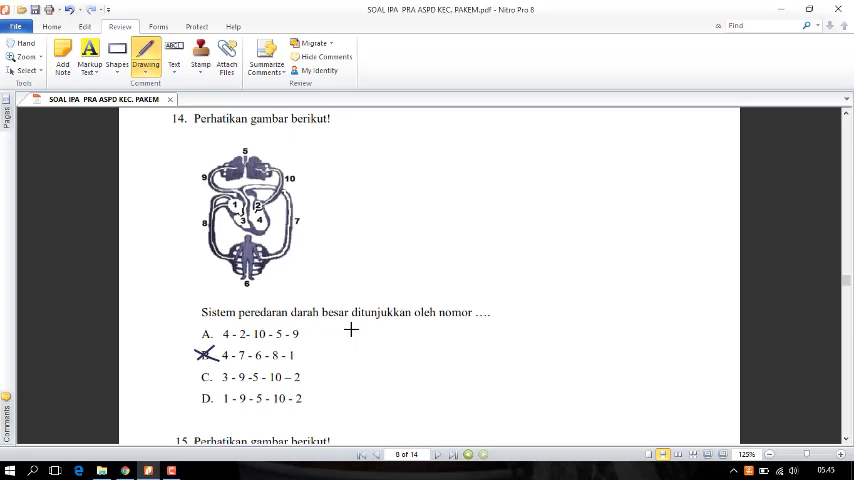 SOAL IPA PRA ASPD KEC. PAKEM.pdf - Nitro Pro 8
File Home Edit Review Forms Protect Help
Find
Hand
Zoom
Select
Tools
Add Note
Markup Text
Shapes
Drawing
Text
Stamp
Attach Files
Comment
Summarize Comments
Migrate
Hide Comments
My Identity
Review
SOAL IPA PRA ASPD KEC. PAKEM
Pages
Comments
14. Perhatikan gambar berikut!
5
9 10
1 2
3 4
8 7
6
Sistem peredaran darah besar ditunjukkan oleh nomor ….
A. 4 - 2- 10 - 5 - 9
B. 4 - 7 - 6 - 8 - 1
C. 3 - 9 -5 - 10 – 2
D. 1 - 9 - 5 - 10 - 2
15. Perhatikan gambar berikut!
8 of 14
125%
05.45